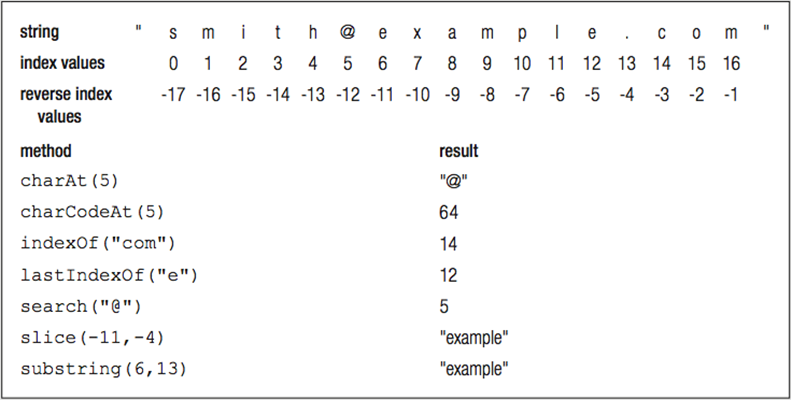 string " s m i t h @ e x a m p l e . c o m "
index values 0 1 2 3 4 5 6 7 8 9 10 11 12 13 14 15 16
reverse index -17 -16 -15 -14 -13 -12 -11 -10 -9 -8 -7 -6 -5 -4 -3 -2 -1
values
method result
charAt(5) "@"
charCodeAt(5) 64
indexOf("com") 14
lastIndexOf("e") 12
search("@") 5
slice(-11,-4) "example"
substring(6,13) "example"